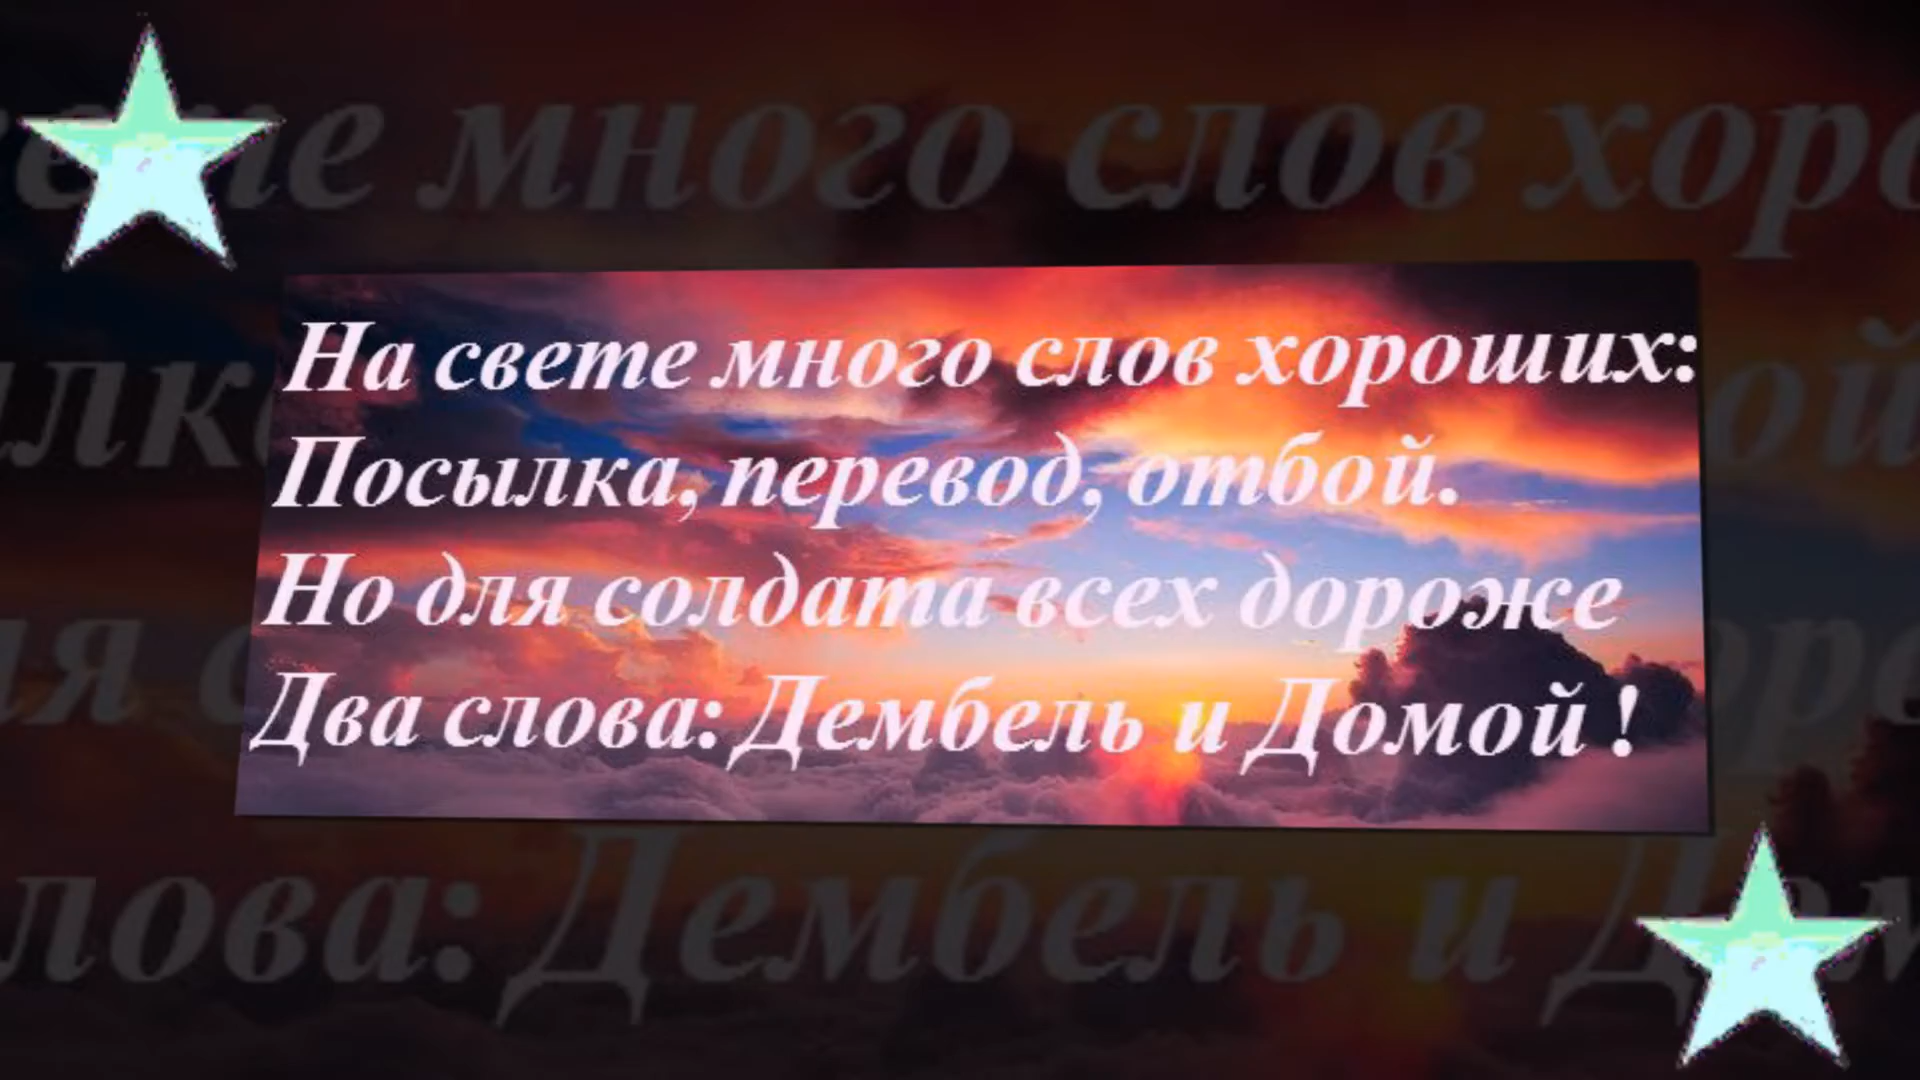 На свете много слов хороших:
Посылка, перевод, отбой.
Но для солдата всех дороже
Два слова: Дембель и Домой !